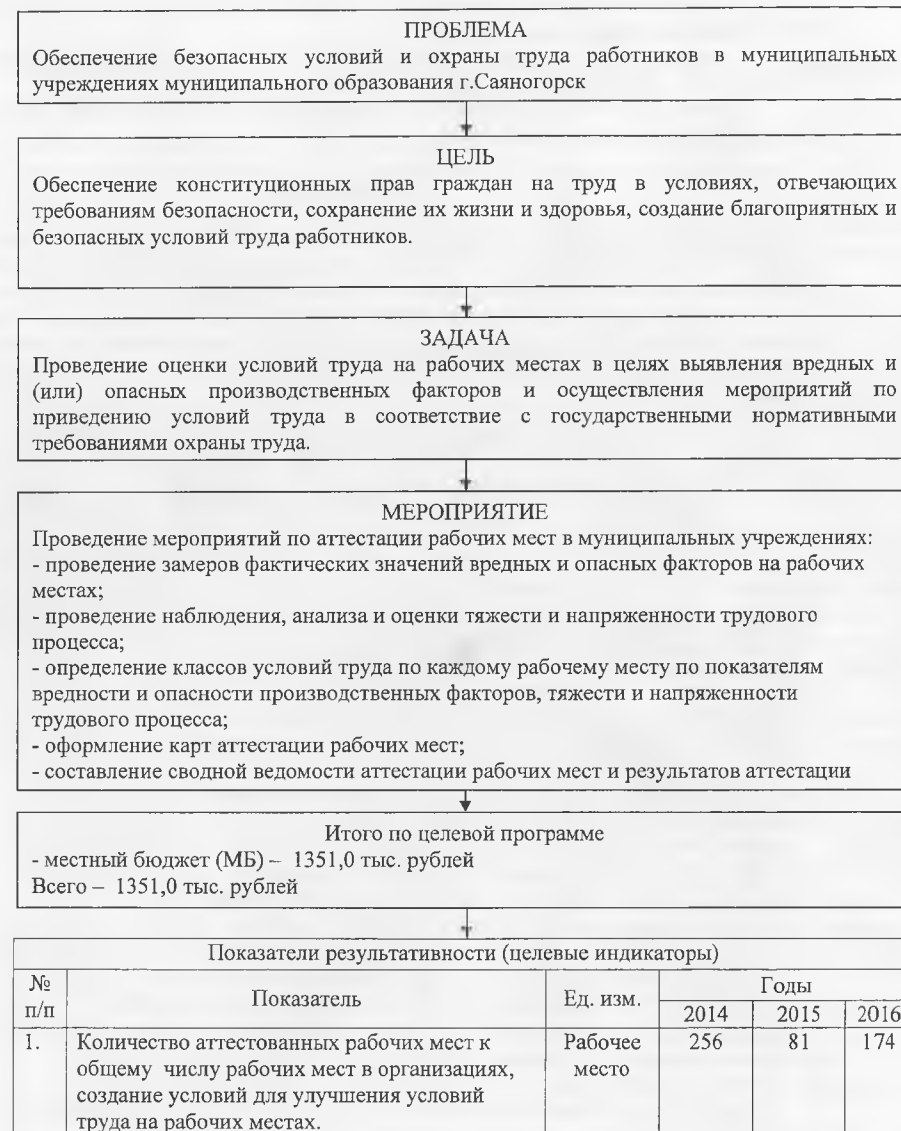 ПРОБЛЕМА
Обеспечение безопасных условий и охраны труда работников в муниципальных
учреждениях муниципального образования г.Саяногорск
ЦЕЛЬ
Обеспечение конституционных прав граждан на труд в условиях, отвечающих
требованиям безопасности, сохранение их жизни и здоровья, создание благоприятных и
безопасных условий труда работников.
ЗАДАЧА
Проведение оценки условий труда на рабочих местах в целях выявления вредных и
(или) опасных производственных факторов и осуществления мероприятий по
приведению условий труда в соответствие с государственными нормативными
требованиями охраны труда.
МЕРОПРИЯТИЕ
Проведение мероприятий по аттестации рабочих мест в муниципальных учреждениях:
- проведение замеров фактических значений вредных и опасных факторов на рабочих
местах;
- проведение наблюдения, анализа и оценки тяжести и напряженности трудового
процесса;
- определение классов условий труда по каждому рабочему месту по показателям
вредности и опасности производственных факторов, тяжести и напряженности
трудового процесса;
- оформление карт аттестации рабочих мест;
- составление сводной ведомости аттестации рабочих мест и результатов аттестации
Итого по целевой программе
- местный бюджет (МБ) – 1351,0 тыс. рублей
Всего – 1351,0 тыс. рублей
Показатели результативности (целевые индикаторы)
№ п/п Показатель Ед. изм. Годы
2014 2015 2016
1. Количество аттестованных рабочих мест к Рабочее 256 81 174
общему числу рабочих мест в организациях, место
создание условий для улучшения условий
труда на рабочих местах.